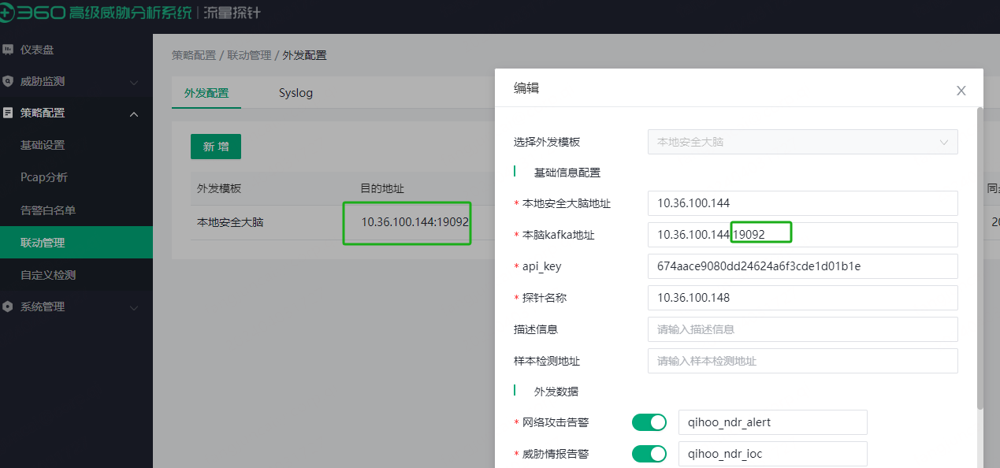 360高级威胁分析系统 | 流量探针
仪表盘
威胁监测
策略配置
基础设置
Pcap分析
告警白名单
联动管理
自定义检测
系统管理
策略配置 / 联动管理 / 外发配置
外发配置 Syslog
新 增
外发模板 目的地址
本地安全大脑 10.36.100.144:19092
编辑
选择外发模板 本地安全大脑
基础信息配置
* 本地安全大脑地址 10.36.100.144
* 本脑kafka地址 10.36.100.144:19092
* api_key 674aace9080dd24624a6f3cde1d01b1e
* 探针名称 10.36.100.148
描述信息 请输入描述信息
样本检测地址 请输入样本检测地址
外发数据
* 网络攻击告警 qihoo_ndr_alert
* 威胁情报告警 qihoo_ndr_ioc